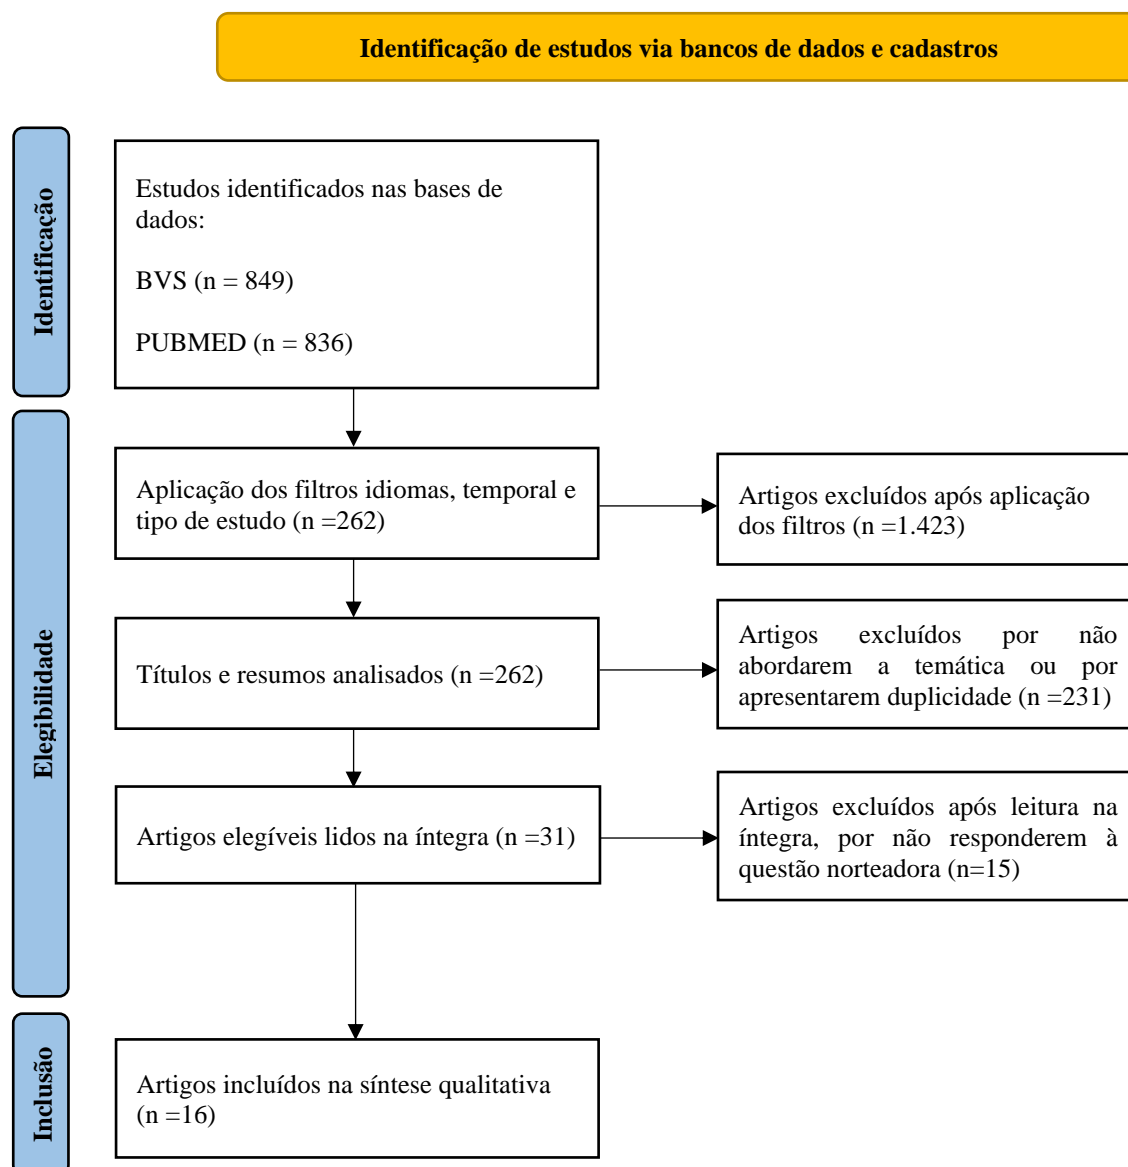 Identificação de estudos via bancos de dados e cadastros
Identificação
Estudos identificados nas bases de
dados:
BVS (n = 849)
PUBMED (n = 836)
Elegibilidade
Aplicação dos filtros idiomas, temporal e
tipo de estudo (n =262)
Artigos excluídos após aplicação
dos filtros (n =1.423)
Títulos e resumos analisados (n =262)
Artigos excluídos por não
abordarem a temática ou por
apresentarem duplicidade (n =231)
Artigos elegíveis lidos na íntegra (n =31)
Artigos excluídos após leitura na
íntegra, por não responderem à
questão norteadora (n=15)
Inclusão
Artigos incluídos na síntese qualitativa
(n =16)